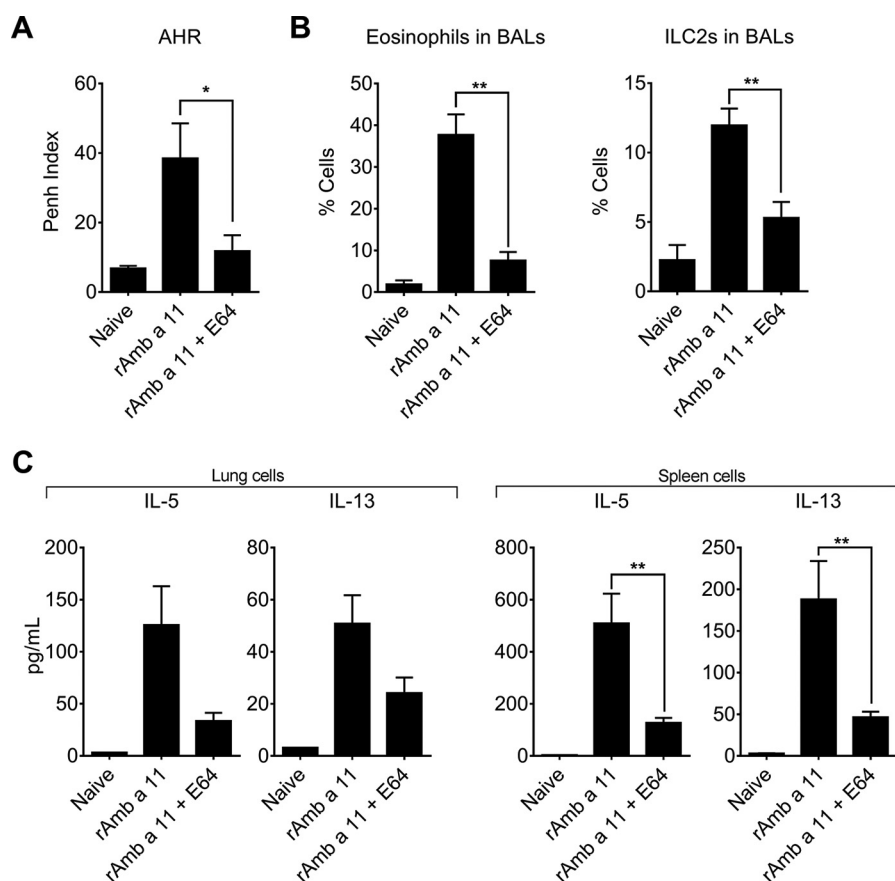 A
AHR
Penh Index
60
40
20
0
*
Naive
rAmb a 11
rAmb a 11 + E64
B
Eosinophils in BALs
% Cells
50
40
30
20
10
0
**
Naive
rAmb a 11
rAmb a 11 + E64
ILC2s in BALs
% Cells
15
10
5
0
**
Naive
rAmb a 11
rAmb a 11 + E64
C
Lung cells
IL-5
pg/mL
200
150
100
50
0
Naive
rAmb a 11
rAmb a 11 + E64
IL-13
80
60
40
20
0
Naive
rAmb a 11
rAmb a 11 + E64
Spleen cells
IL-5
800
600
400
200
0
**
Naive
rAmb a 11
rAmb a 11 + E64
IL-13
250
200
150
100
50
0
**
Naive
rAmb a 11
rAmb a 11 + E64